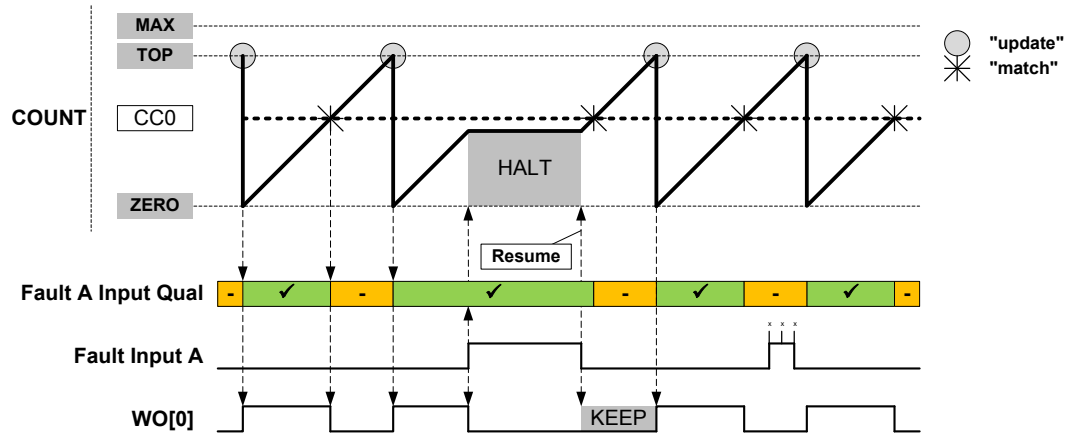 MAX
TOP
"update"
"match"
COUNT
CC0
HALT
ZERO
Resume
Fault A Input Qual
- ✓ - ✓ - ✓ - ✓ -
x x x
Fault Input A
WO[0]
KEEP